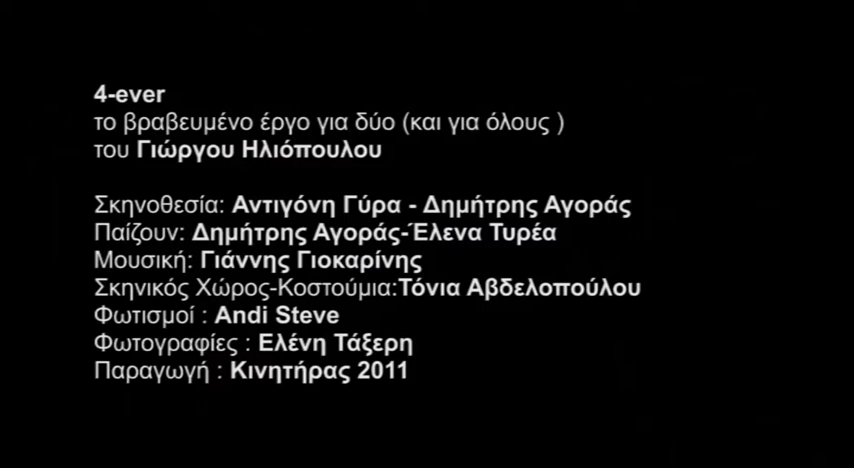 4-ever
το βραβευμένο έργο για δύο (και για όλους )
του Γιώργου Ηλιόπουλου
Σκηνοθεσία: Αντιγόνη Γύρα - Δημήτρης Αγοράς
Παίζουν: Δημήτρης Αγοράς-Έλενα Τυρέα
Μουσική: Γιάννης Γιοκαρίνης
Σκηνικός Χώρος-Κοστούμια:Τόνια Αβδελοπούλου
Φωτισμοί : Andi Steve
Φωτογραφίες : Ελένη Τάξερη
Παραγωγή : Κινητήρας 2011